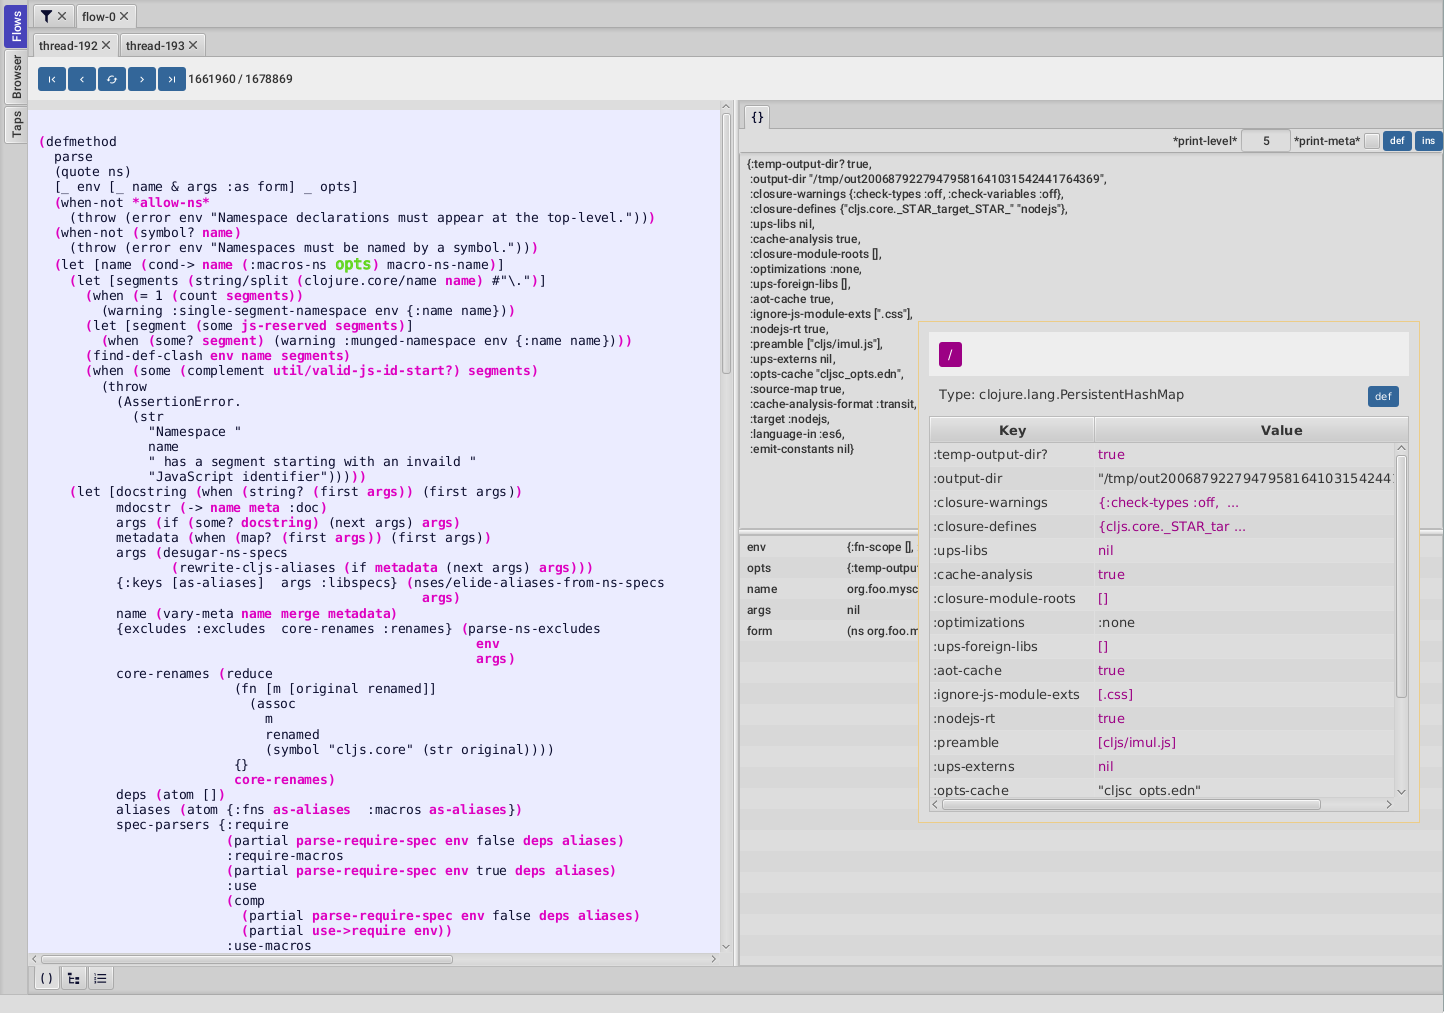 Flows
Browser
Taps
flow-0
thread-192 thread-193
1661960 / 1678869
(defmethod
parse
(quote ns)
[_ env [_ name & args :as form] _ opts]
(when-not *allow-ns*
(throw (error env "Namespace declarations must appear at the top-level.")))
(when-not (symbol? name)
(throw (error env "Namespaces must be named by a symbol.")))
(let [name (cond-> name (:macros-ns opts) macro-ns-name)]
(let [segments (string/split (clojure.core/name name) #"\.")]
(when (= 1 (count segments))
(warning :single-segment-namespace env {:name name}))
(let [segment (some js-reserved segments)]
(when (some? segment) (warning :munged-namespace env {:name name})))
(find-def-clash env name segments)
(when (some (complement util/valid-js-id-start?) segments)
(throw
(AssertionError.
(str
"Namespace "
name
" has a segment starting with an invaild "
"JavaScript identifier")))))
(let [docstring (when (string? (first args)) (first args))
mdocstr (-> name meta :doc)
args (if (some? docstring) (next args) args)
metadata (when (map? (first args)) (first args))
args (desugar-ns-specs
(rewrite-cljs-aliases (if metadata (next args) args)))
{:keys [as-aliases]  args :libspecs} (nses/elide-aliases-from-ns-specs
args)
name (vary-meta name merge metadata)
{excludes :excludes  core-renames :renames} (parse-ns-excludes
env
args)
core-renames (reduce
(fn [m [original renamed]]
(assoc
m
renamed
(symbol "cljs.core" (str original))))
{}
core-renames)
deps (atom [])
aliases (atom {:fns as-aliases  :macros as-aliases})
spec-parsers {:require
(partial parse-require-spec env false deps aliases)
:require-macros
(partial parse-require-spec env true deps aliases)
:use
(comp
(partial parse-require-spec env false deps aliases)
(partial use->require env))
:use-macros
()
{}
*print-level* 5 *print-meta* def ins
{:temp-output-dir? true,
:output-dir "/tmp/out20068792279479581641031542441764369",
:closure-warnings {:check-types :off, :check-variables :off},
:closure-defines {"cljs.core._STAR_target_STAR_" "nodejs"},
:ups-libs nil,
:cache-analysis true,
:closure-module-roots [],
:optimizations :none,
:ups-foreign-libs [],
:aot-cache true,
:ignore-js-module-exts [".css"],
:nodejs-rt true,
:preamble ["cljs/imul.js"],
:ups-externs nil,
:opts-cache "cljsc_opts.edn",
:source-map true,
:cache-analysis-format :transit,
:target :nodejs,
:language-in :es6,
:emit-constants nil}
env {:fn-scope [],
opts {:temp-outpu
name org.foo.mysc
args nil
form (ns org.foo.m
/
Type: clojure.lang.PersistentHashMap def
Key Value
:temp-output-dir? true
:output-dir "/tmp/out2006879227947958164103154244
:closure-warnings {:check-types :off, ...
:closure-defines {cljs.core._STAR_tar ...
:ups-libs nil
:cache-analysis true
:closure-module-roots []
:optimizations :none
:ups-foreign-libs []
:aot-cache true
:ignore-js-module-exts [.css]
:nodejs-rt true
:preamble [cljs/imul.js]
:ups-externs nil
:opts-cache "cljsc_opts.edn"